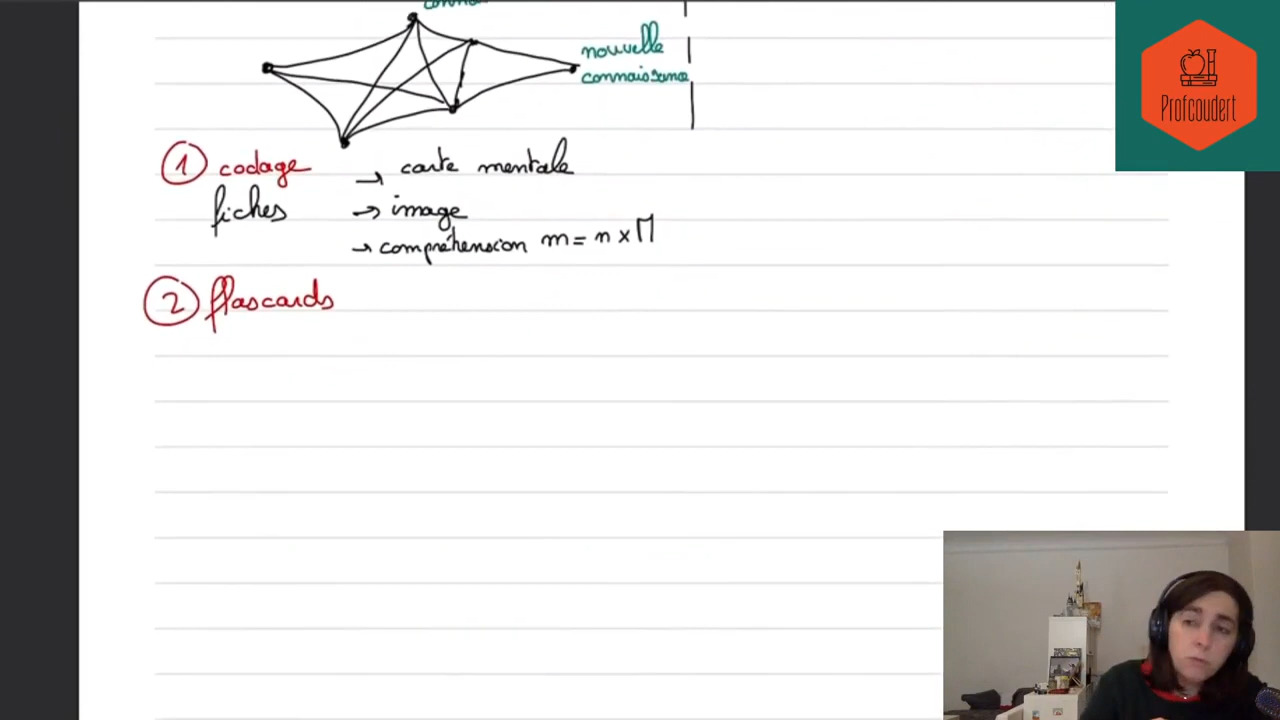 nouvelle
connaissance
Profcoudert
1 codage
fiches
→ carte mentale
→ image
→ compréhension m = n × M
2 flascards